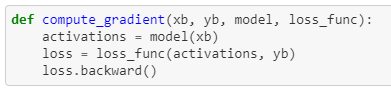 def compute_gradient(xb, yb, model, loss_func):
    activations = model(xb)
    loss = loss_func(activations, yb)
    loss.backward()